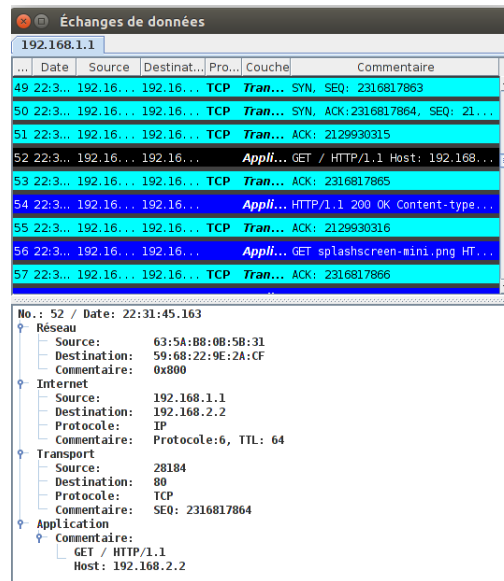 Échanges de données
192.168.1.1
... Date Source Destinat... Pro... Couche Commentaire
49 22:3... 192.16... 192.16... TCP Tran... SYN, SEQ: 2316817863
50 22:3... 192.16... 192.16... TCP Tran... SYN, ACK:2316817864, SEQ: 21...
51 22:3... 192.16... 192.16... TCP Tran... ACK: 2129930315
52 22:3... 192.16... 192.16... Appli... GET / HTTP/1.1 Host: 192.168...
53 22:3... 192.16... 192.16... TCP Tran... ACK: 2316817865
54 22:3... 192.16... 192.16... Appli... HTTP/1.1 200 OK Content-type...
55 22:3... 192.16... 192.16... TCP Tran... ACK: 2129930316
56 22:3... 192.16... 192.16... Appli... GET splashscreen-mini.png HT...
57 22:3... 192.16... 192.16... TCP Tran... ACK: 2316817866
No.: 52 / Date: 22:31:45.163
Réseau
Source: 63:5A:B8:0B:5B:31
Destination: 59:68:22:9E:2A:CF
Commentaire: 0x800
Internet
Source: 192.168.1.1
Destination: 192.168.2.2
Protocole: IP
Commentaire: Protocole:6, TTL: 64
Transport
Source: 28184
Destination: 80
Protocole: TCP
Commentaire: SEQ: 2316817864
Application
Commentaire:
GET / HTTP/1.1
Host: 192.168.2.2